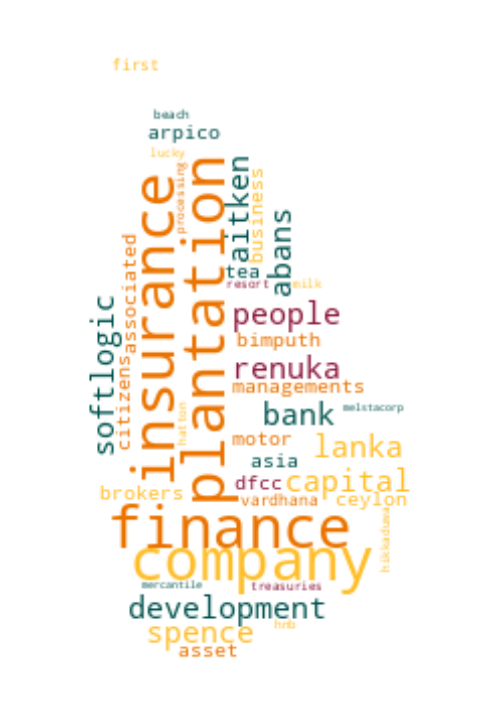 first
beach
arpico
lucky
processing
insurance
plantation
aitken
business
abans
tea
resort
milk
associated
softlogic
citizens
people
bimputh
renuka
managements
hatton
bank
melstacorp
motor
lanka
asia
dfcc
capital
brokers
vardhana
ceylon
finance
hikkaduwa
company
mercantile
treasuries
development
hnb
spence
asset